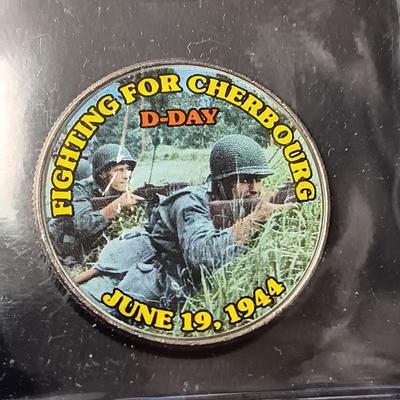 FIGHTING FOR CHERBOURG
D-DAY
JUNE 19, 1944